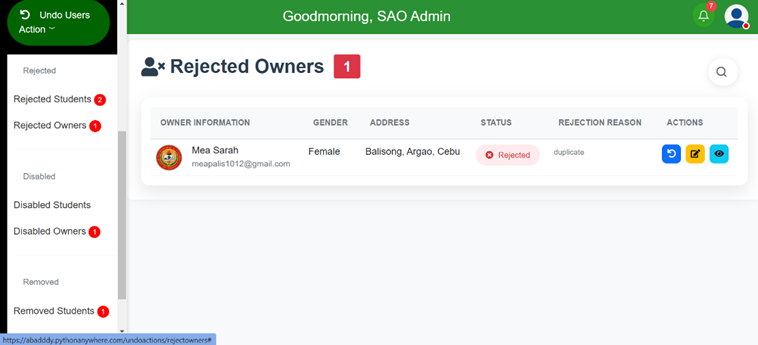 Undo Users
Action
Goodmorning, SAO Admin
7
Rejected
Rejected Students 2
Rejected Owners 1
Disabled
Disabled Students
Disabled Owners 1
Removed
Removed Students 1
Rejected Owners 1
OWNER INFORMATION GENDER ADDRESS STATUS REJECTION REASON ACTIONS
Mea Sarah Female Balisong, Argao, Cebu Rejected duplicate
meapalis1012@gmail.com
https://abadddy.pythonanywhere.com/undoactions/rejectowners#